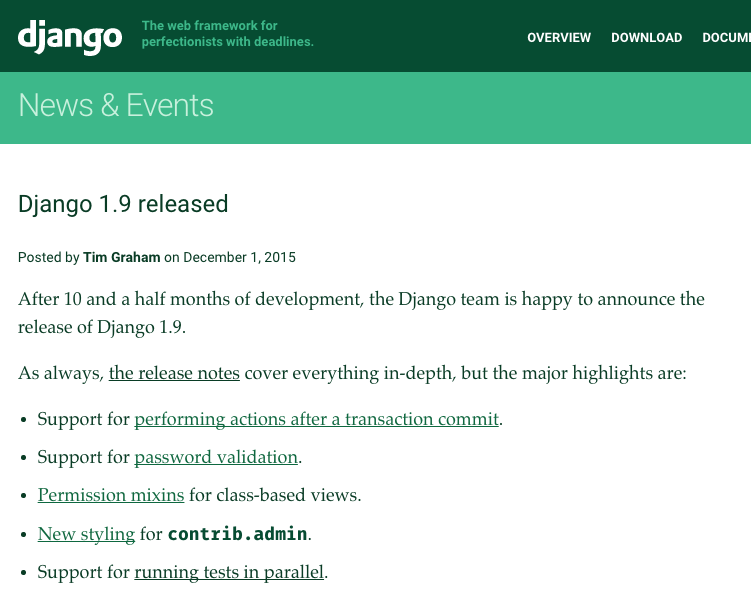 django
The web framework for
perfectionists with deadlines.
OVERVIEW DOWNLOAD DOCUM
News & Events
Django 1.9 released
Posted by Tim Graham on December 1, 2015
After 10 and a half months of development, the Django team is happy to announce the
release of Django 1.9.
As always, the release notes cover everything in-depth, but the major highlights are:
• Support for performing actions after a transaction commit.
• Support for password validation.
• Permission mixins for class-based views.
• New styling for contrib.admin.
• Support for running tests in parallel.